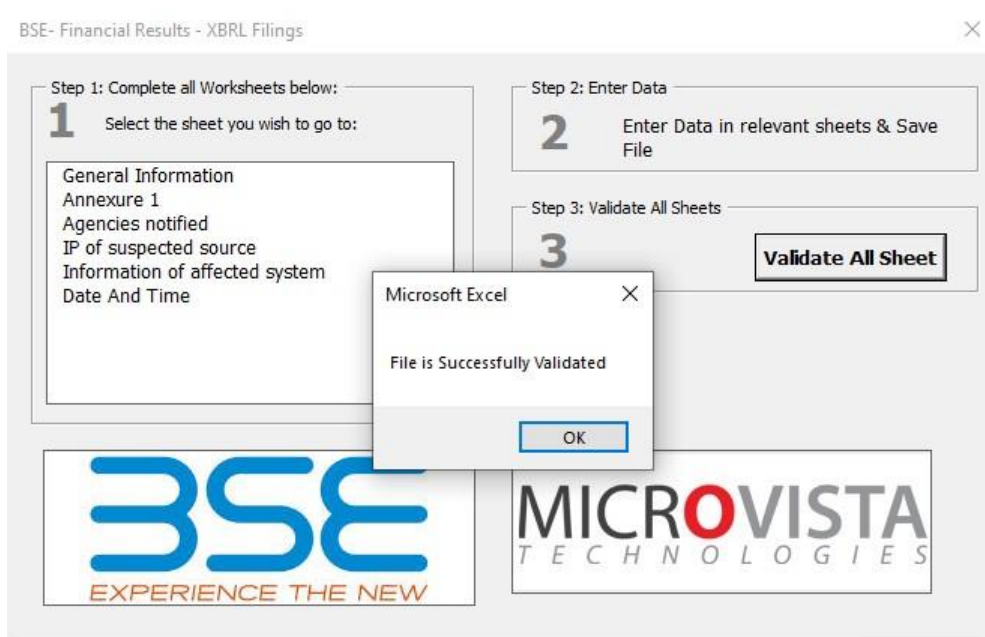 BSE- Financial Results - XBRL Filings
Step 1: Complete all Worksheets below:
1
Select the sheet you wish to go to:
General Information
Annexure 1
Agencies notified
IP of suspected source
Information of affected system
Date And Time
Step 2: Enter Data
2
Enter Data in relevant sheets & Save
File
Step 3: Validate All Sheets
3
Validate All Sheet
Microsoft Excel
File is Successfully Validated
OK
BSE
EXPERIENCE THE NEW
MICROVISTA
TECHNOLOGIES